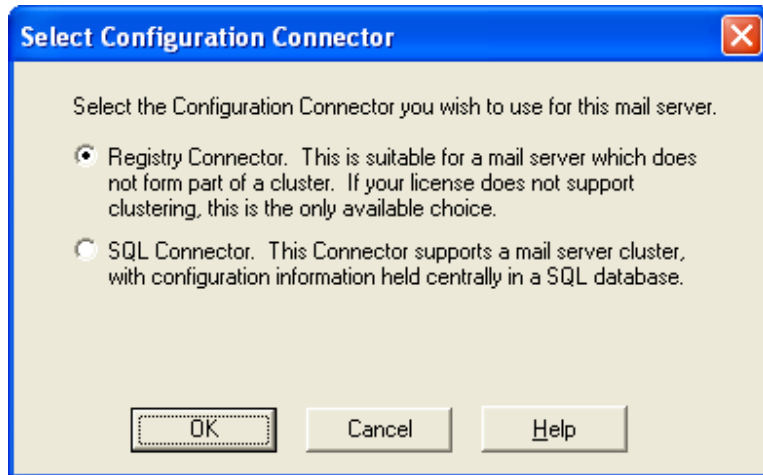 Select Configuration Connector
Select the Configuration Connector you wish to use for this mail server.
Registry Connector.  This is suitable for a mail server which does
not form part of a cluster.  If your license does not support
clustering, this is the only available choice.
SQL Connector.  This Connector supports a mail server cluster,
with configuration information held centrally in a SQL database.
OK
Cancel
Help